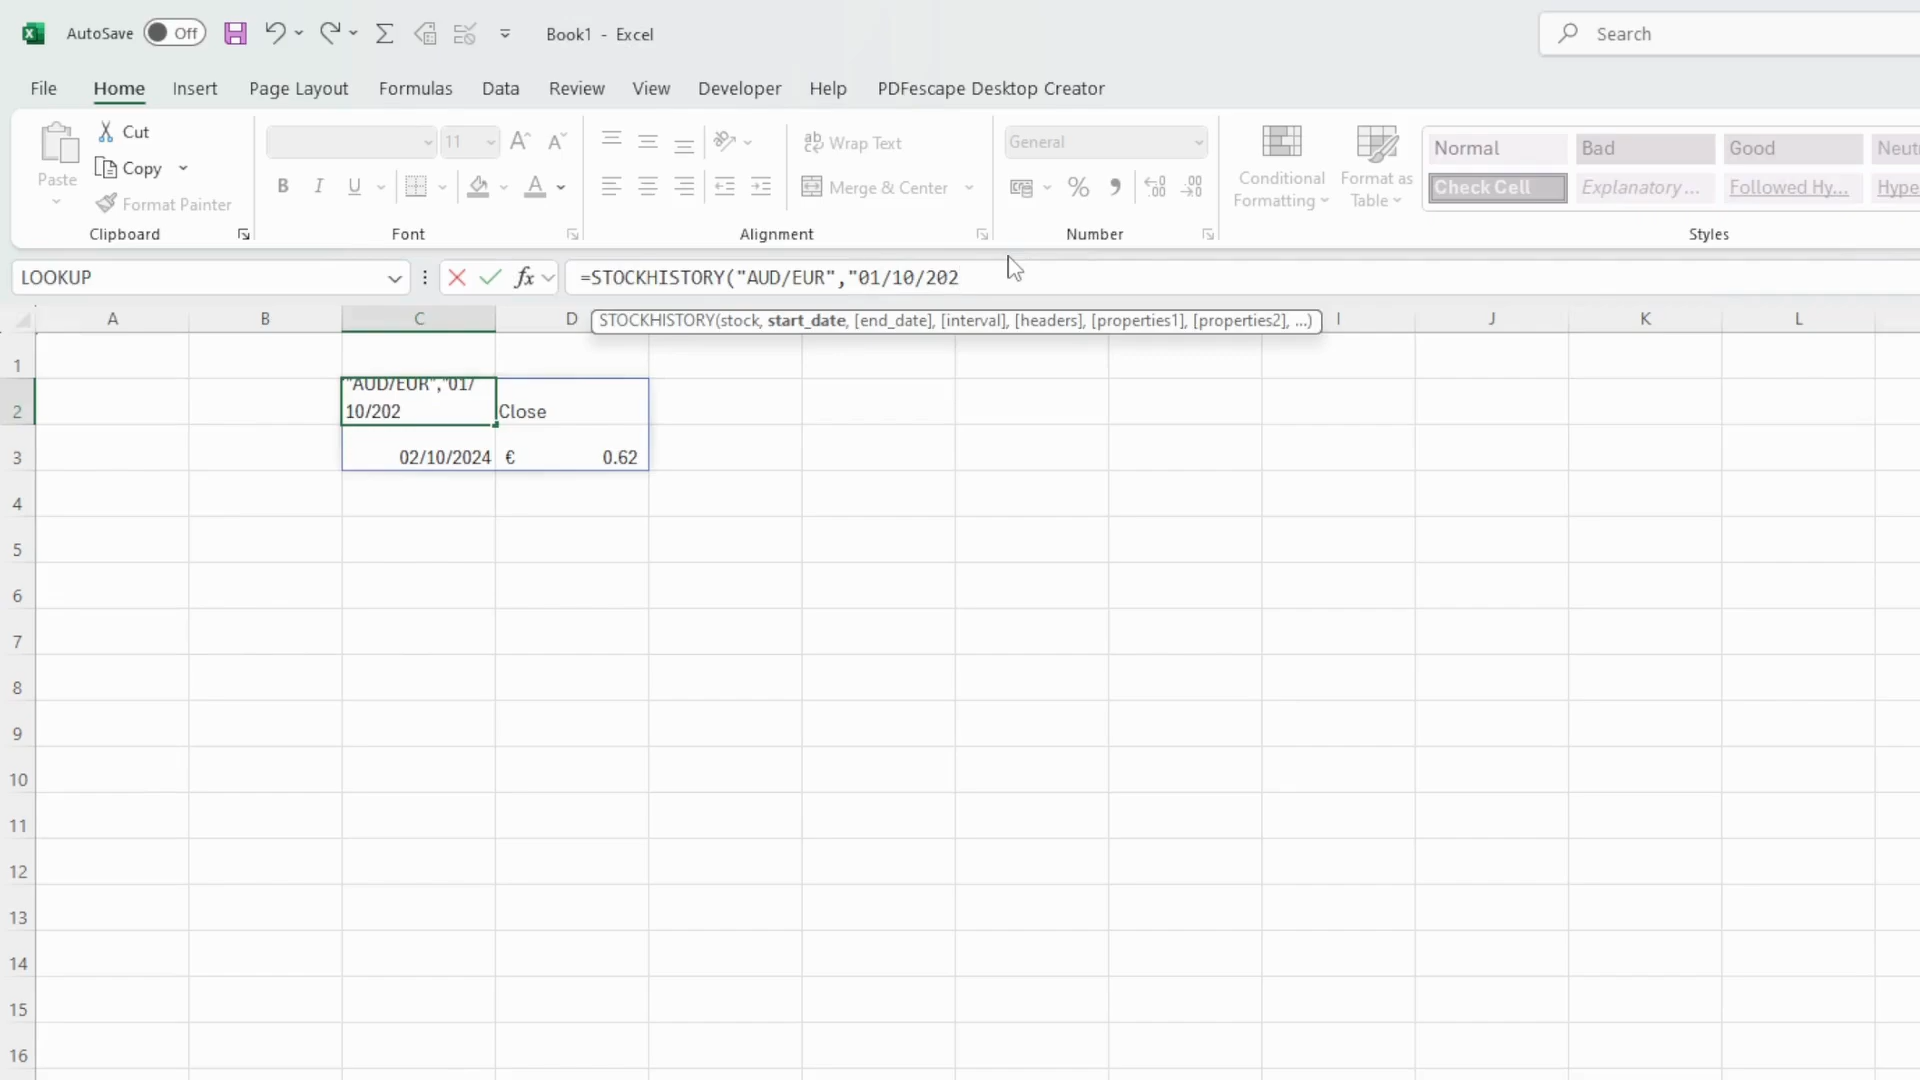 AutoSave Off Book1 - Excel Search
File Home Insert Page Layout Formulas Data Review View Developer Help PDFescape Desktop Creator
Paste
Cut
Copy
Format Painter
Clipboard
11
B I U A
Font
Wrap Text
Merge & Center
Alignment
General
Number
Conditional Formatting
Format as Table
Normal Bad Good Neutr
Check Cell Explanatory ... Followed Hy... Hype
Styles
LOOKUP fx =STOCKHISTORY("AUD/EUR","01/10/202
STOCKHISTORY(stock, start_date, [end_date], [interval], [headers], [properties1], [properties2], ...)
A B C D I J K L
1
"AUD/EUR","01/
2 10/202 Close
3 02/10/2024 € 0.62
4
5
6
7
8
9
10
11
12
13
14
15
16